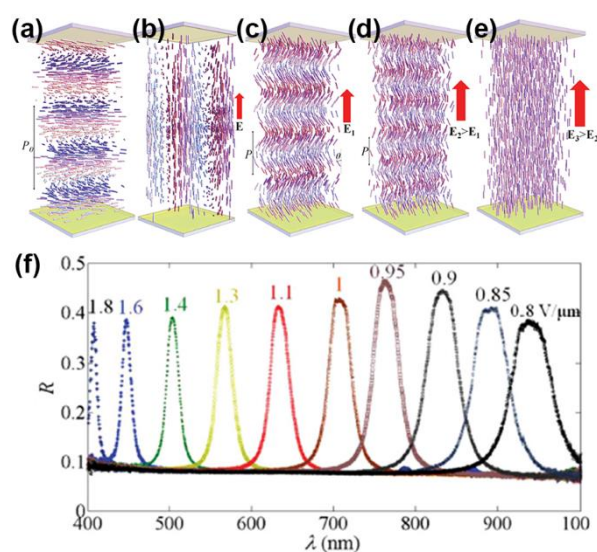 (a) (b) (c) (d) (e)
P₀
E
P
E₁
P
E₂>E₁
E₃>E₂
(f)
0.5
0.4
0.3
0.2
0.1
0
R
1.8 1.6 1.4 1.3 1.1 1 0.95 0.9 0.85 0.8 V/μm
400 500 600 700 800 900 100
λ (nm)